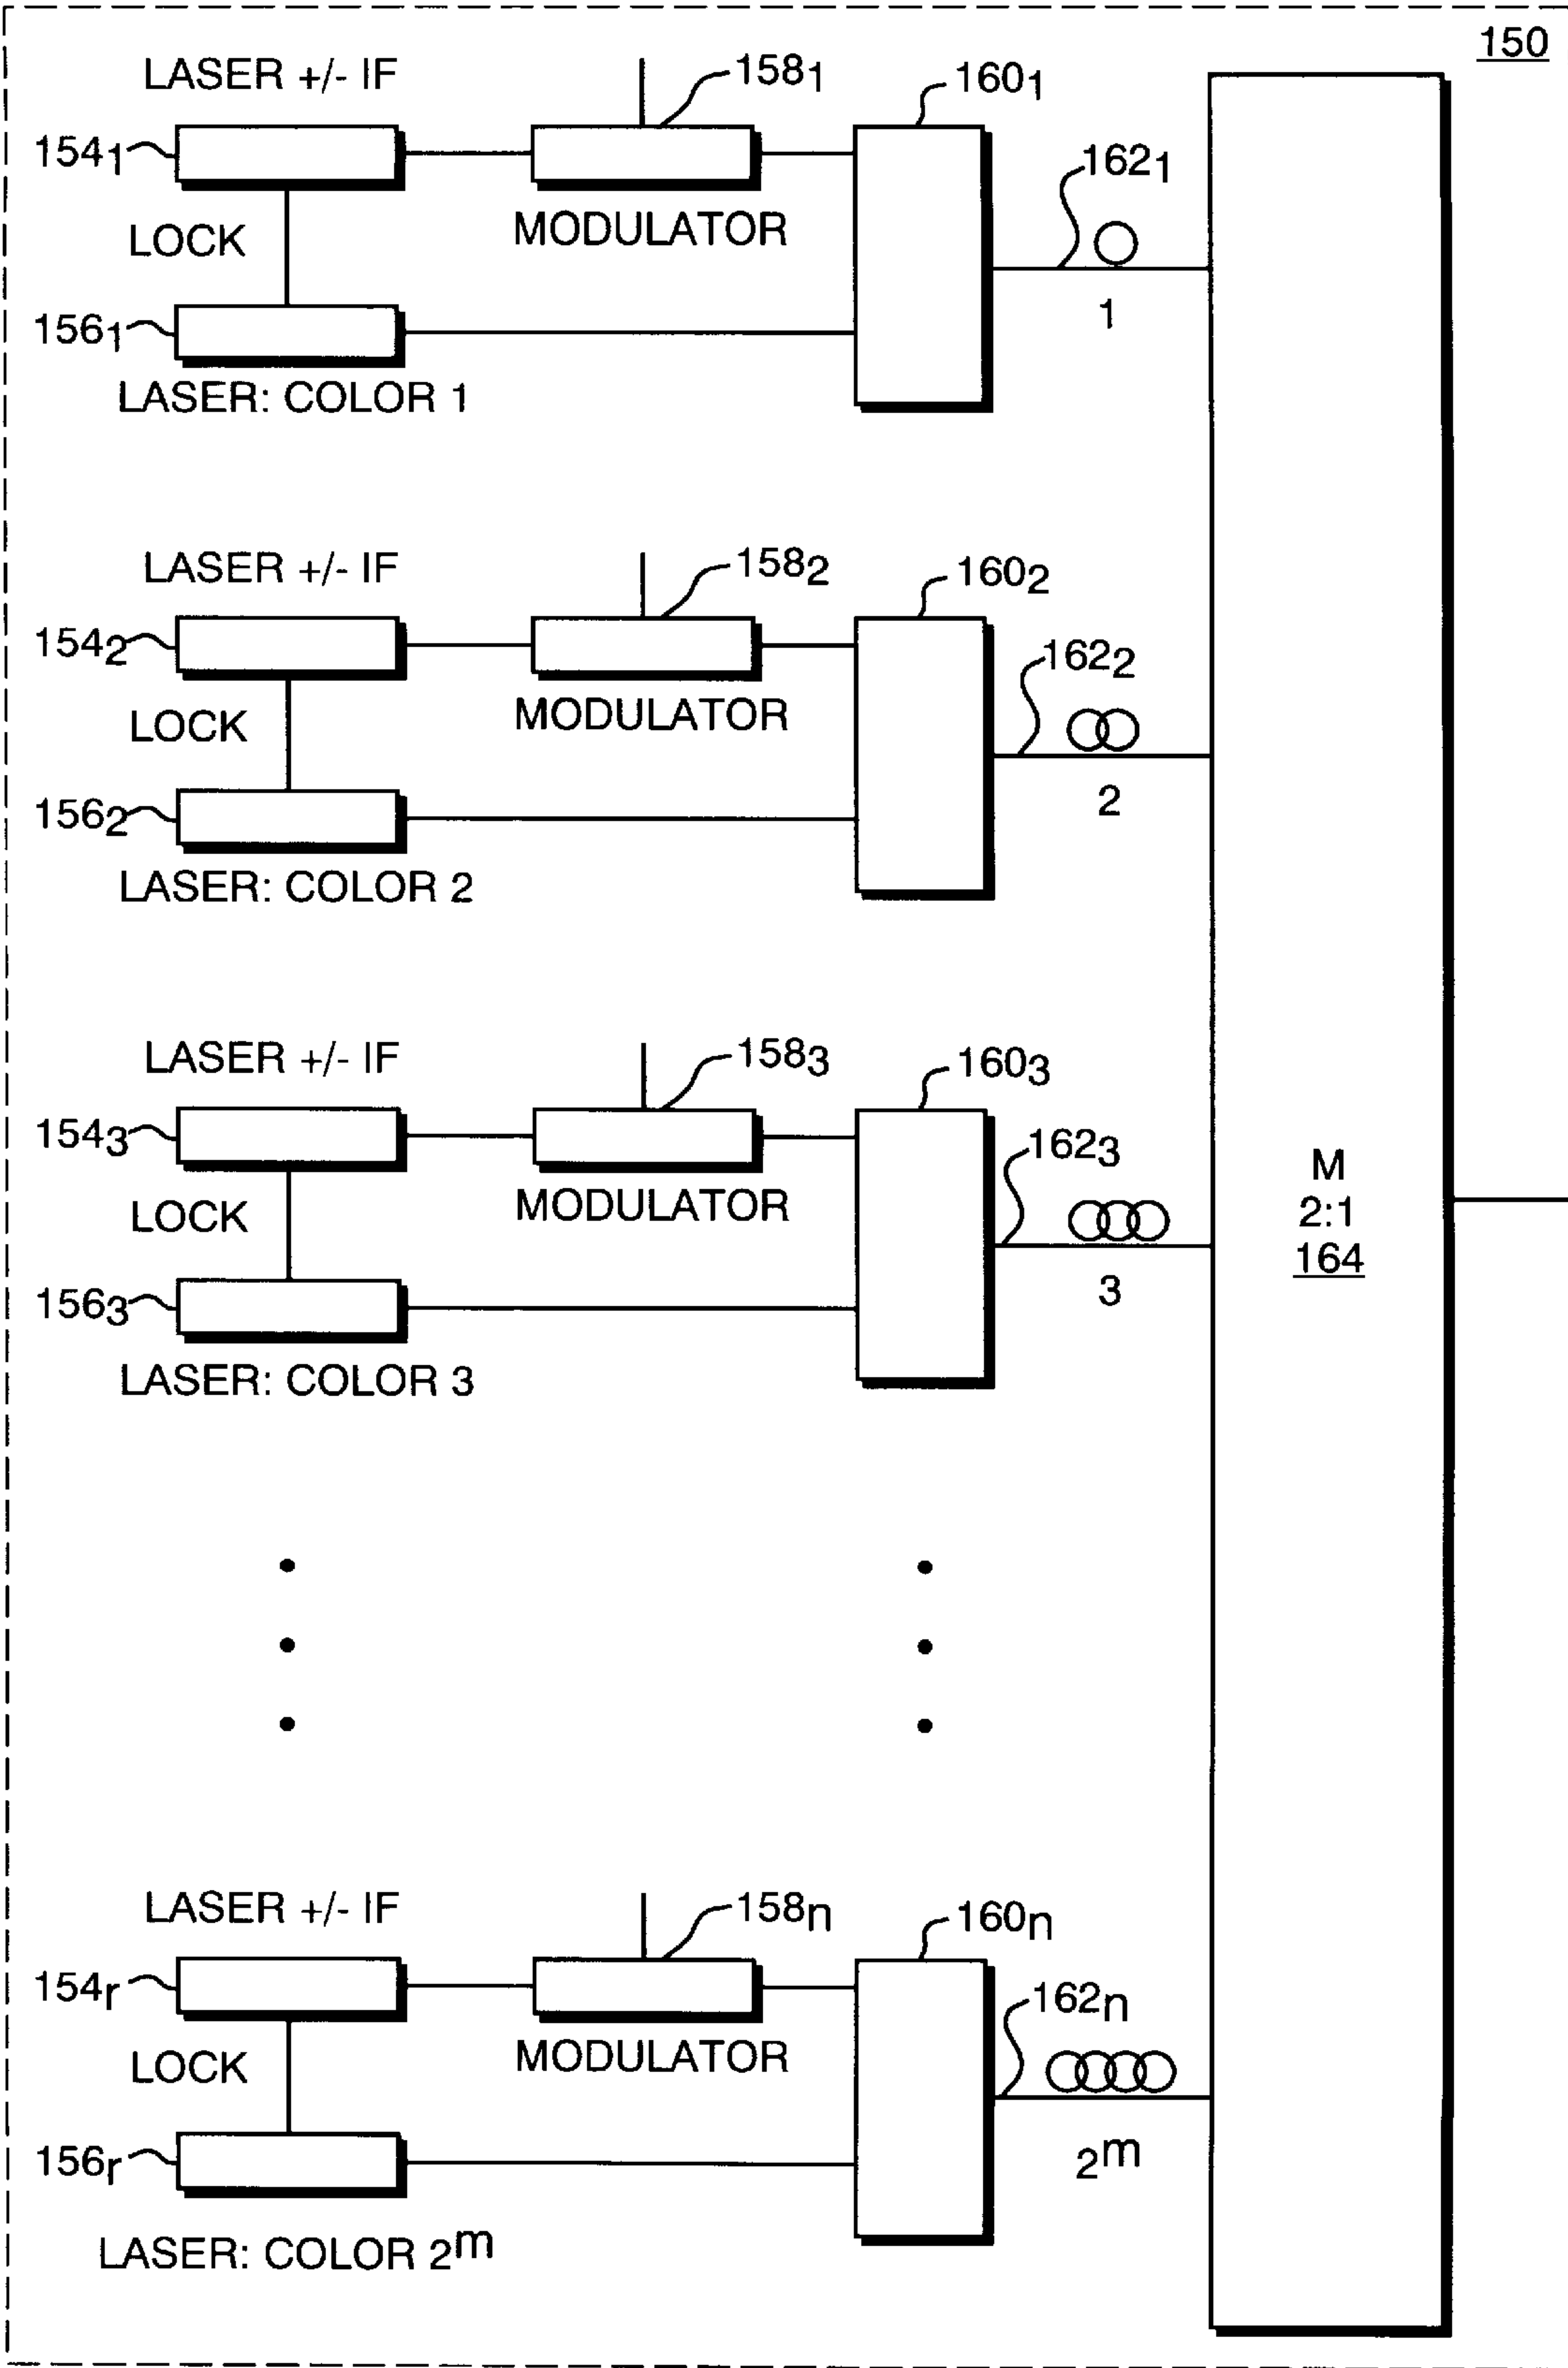 150
LASER +/- IF
158₁
160₁
154₁
162₁
LOCK
MODULATOR
1
156₁
LASER: COLOR 1
LASER +/- IF
158₂
160₂
154₂
162₂
LOCK
MODULATOR
2
156₂
LASER: COLOR 2
LASER +/- IF
158₃
160₃
154₃
162₃
M
2:1
164
LOCK
MODULATOR
3
156₃
LASER: COLOR 3
LASER +/- IF
158ₙ
160ₙ
154ᵣ
162ₙ
LOCK
MODULATOR
2ᵐ
156ᵣ
LASER: COLOR 2ᵐ